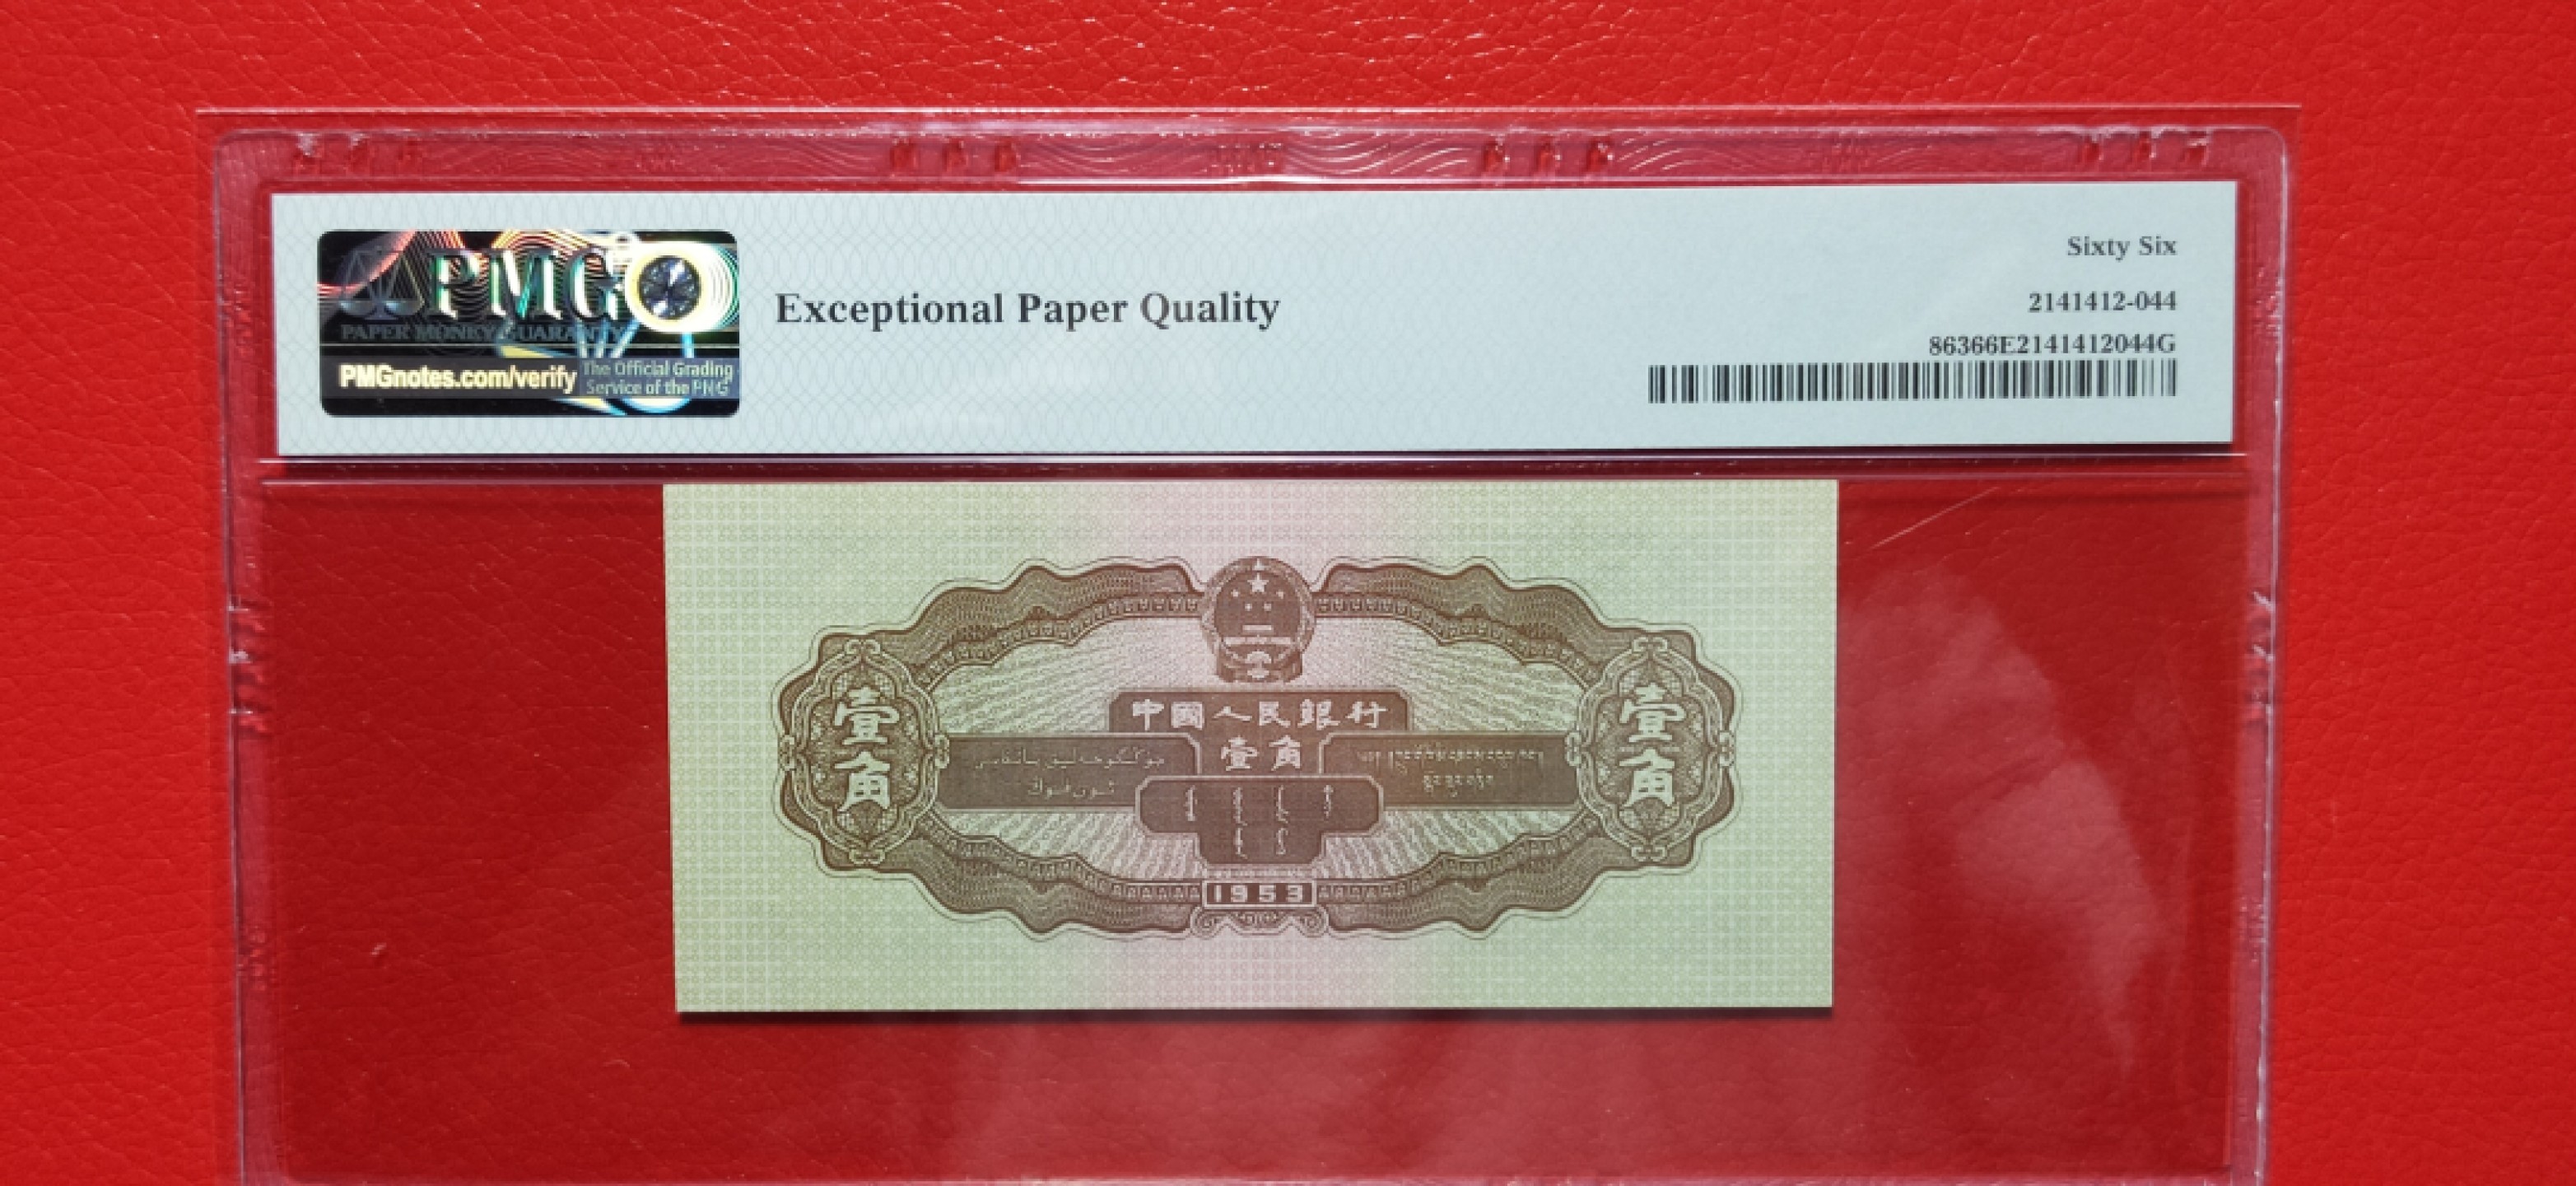 PMG
PAPER MONEY GUARANTY
PMGnotes.com/verify
The Official Grading
Service of the PNG
Exceptional Paper Quality
Sixty Six
2141412-044
86366E2141412044G
中國人民銀行
壹角
壹角
壹角
1953